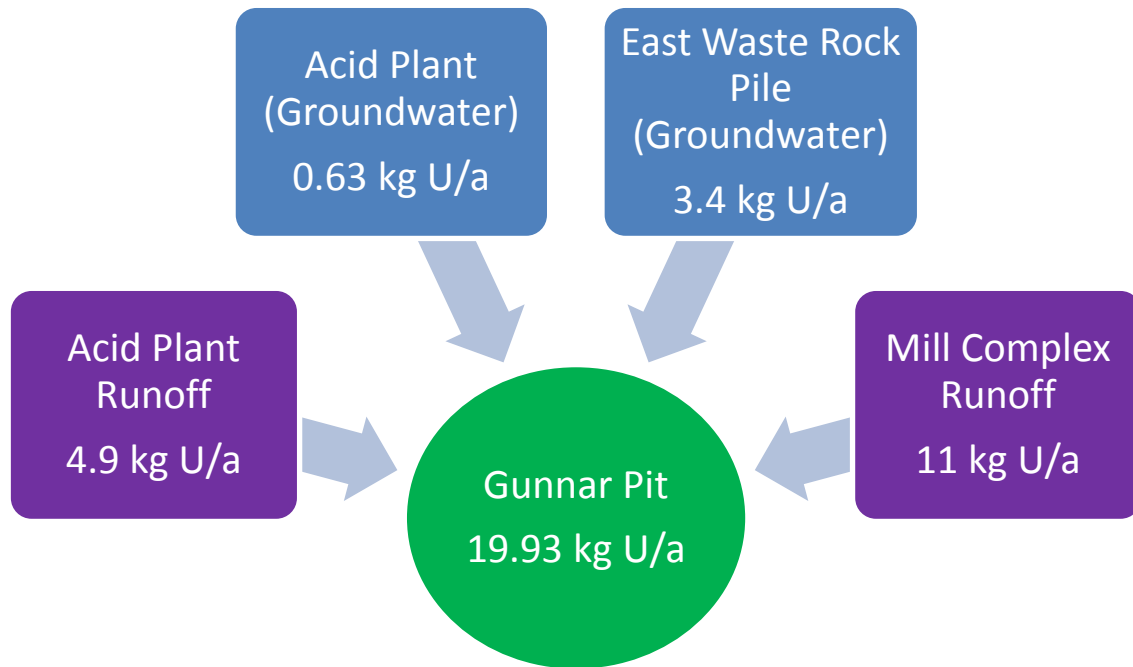 Acid Plant
(Groundwater)
0.63 kg U/a
East Waste Rock
Pile
(Groundwater)
3.4 kg U/a
Acid Plant
Runoff
4.9 kg U/a
Mill Complex
Runoff
11 kg U/a
Gunnar Pit
19.93 kg U/a